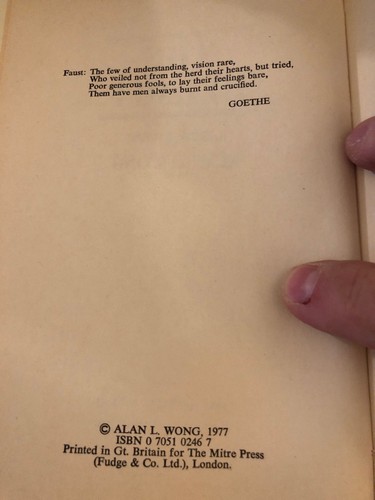 Faust: The few of understanding, vision rare,
Who veiled not from the herd their hearts, but tried,
Poor generous fools, to lay their feelings bare,
Them have men always burnt and crucified.
GOETHE
© ALAN L. WONG, 1977
ISBN 0 7051 0246 7
Printed in Gt. Britain for The Mitre Press
(Fudge & Co. Ltd.), London.